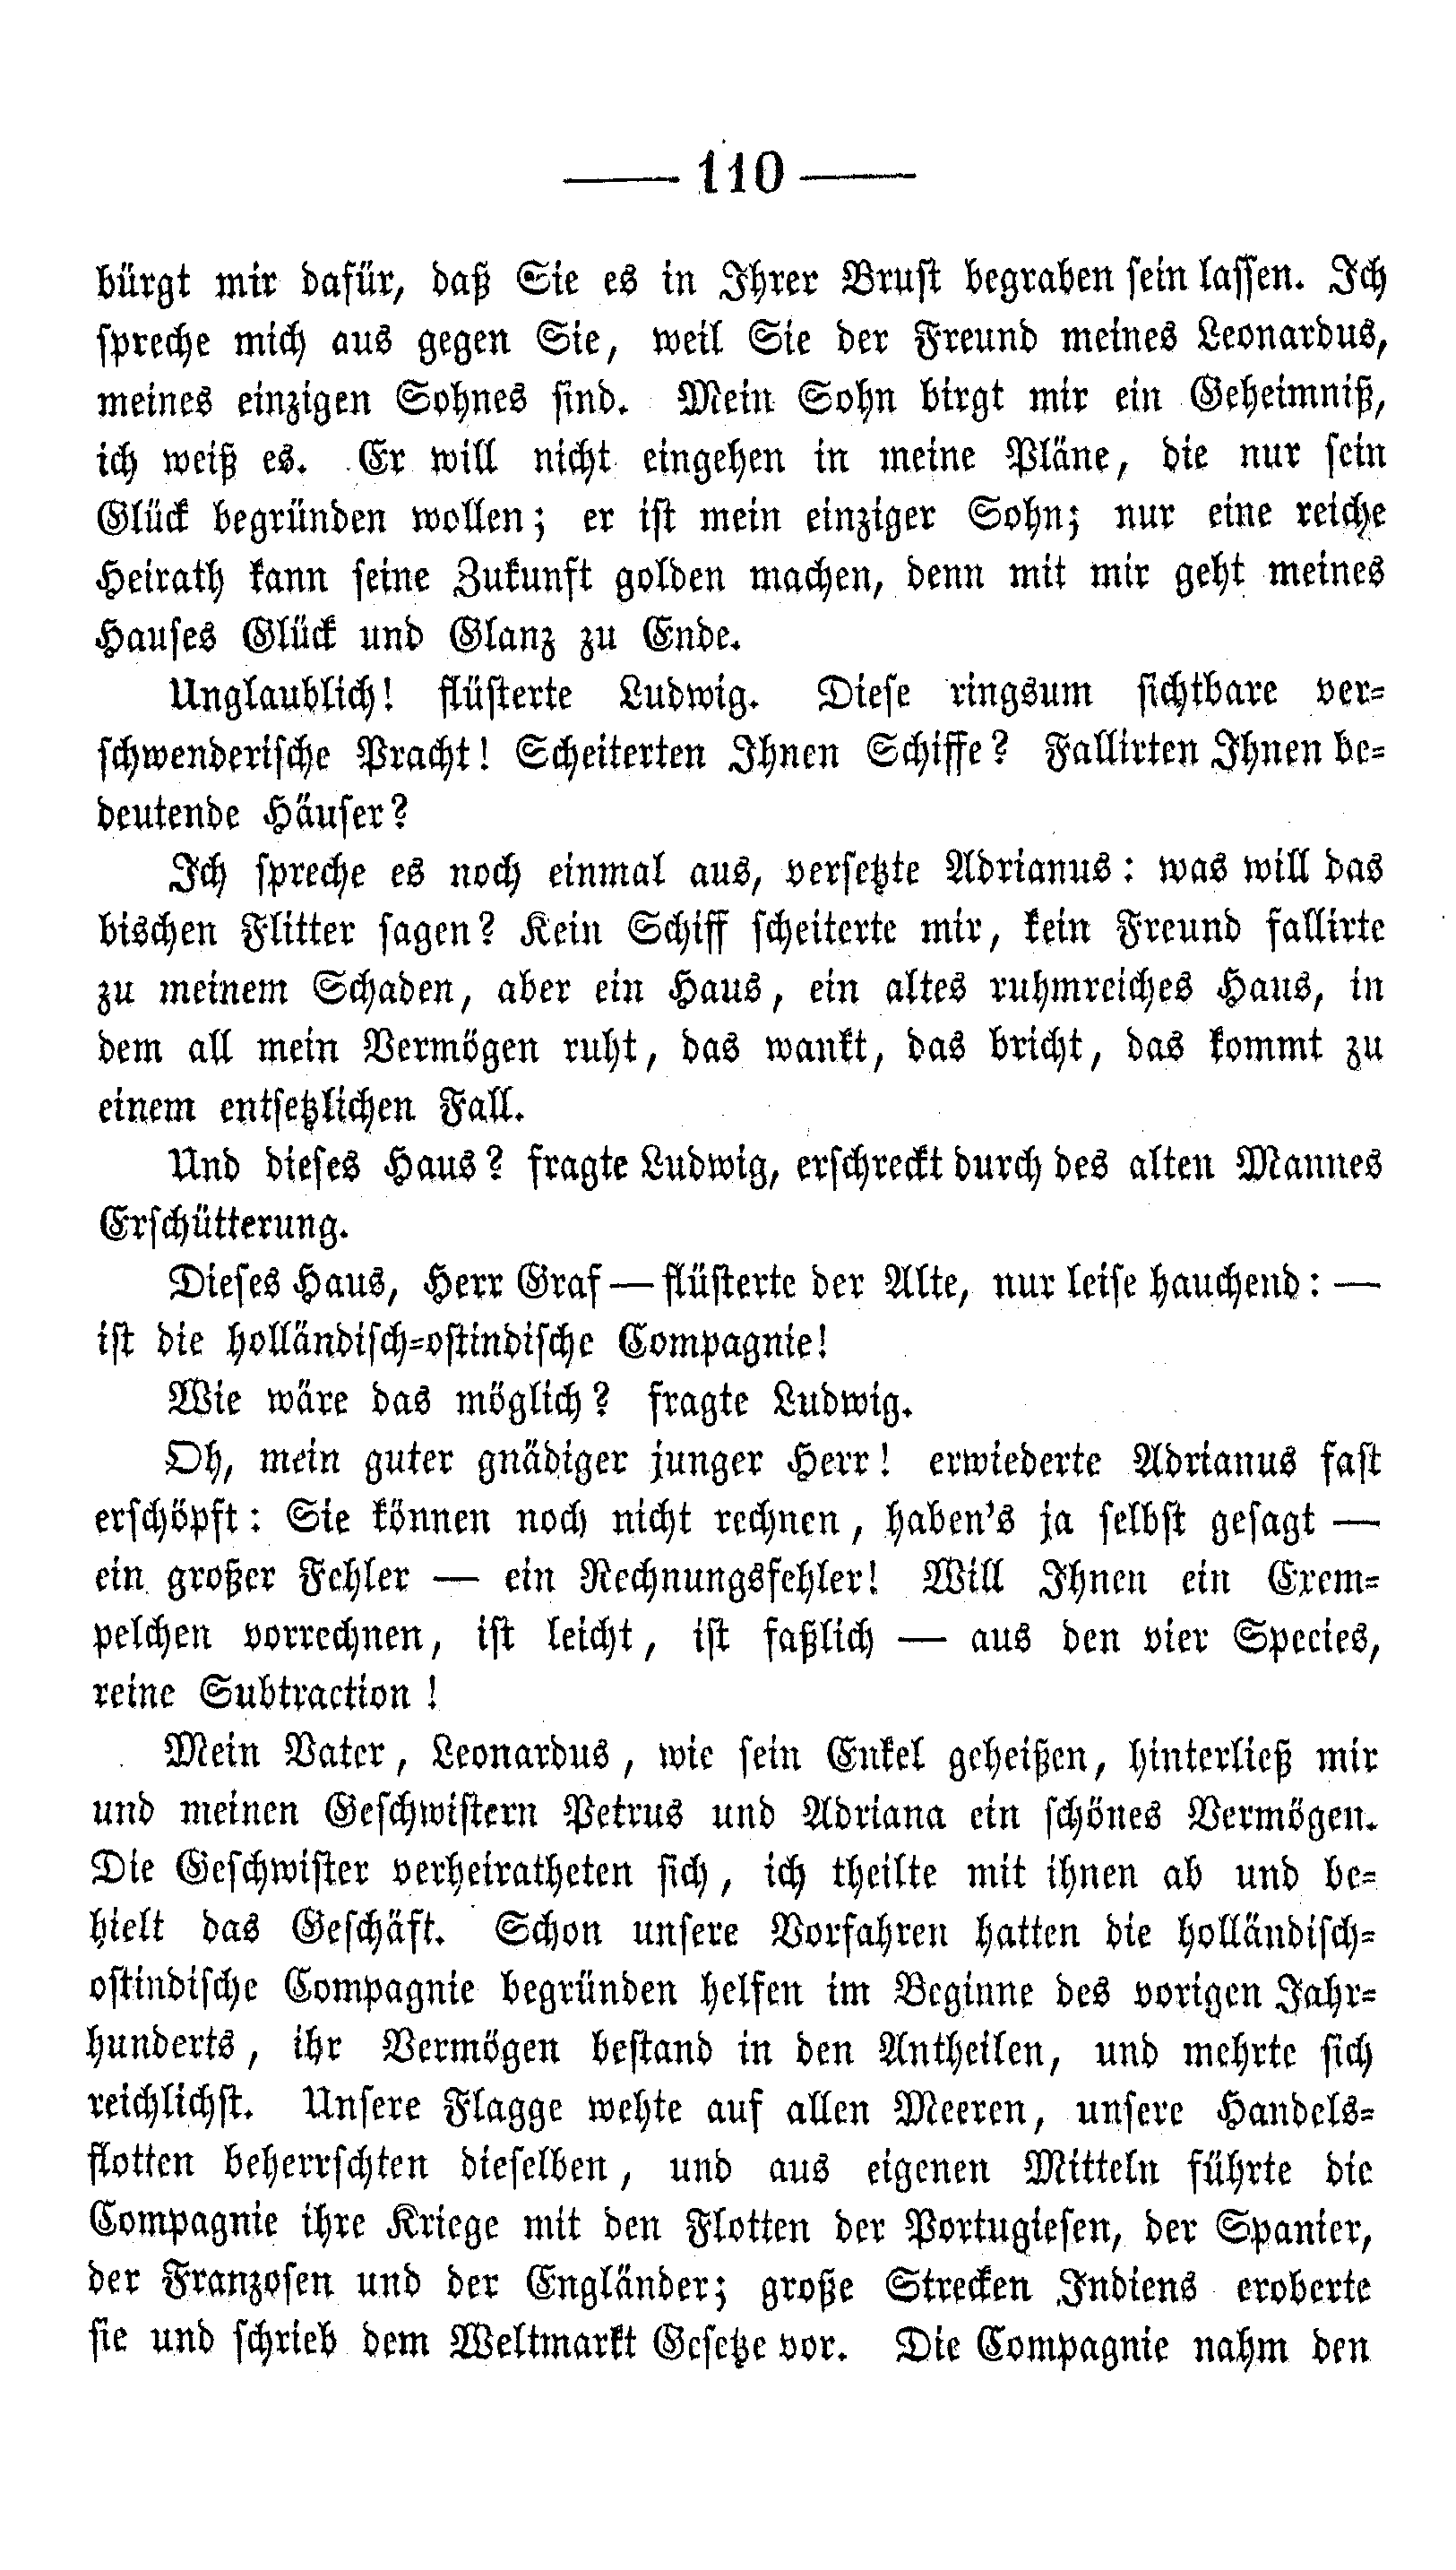 — 110 —
bürgt mir dafür, daß Sie es in Ihrer Brust begraben sein lassen. Ich
spreche mich aus gegen Sie, weil Sie der Freund meines Leonardus,
meines einzigen Sohnes sind. Mein Sohn birgt mir ein Geheimniß,
ich weiß es. Er will nicht eingehen in meine Pläne, die nur sein
Glück begründen wollen; er ist mein einziger Sohn; nur eine reiche
Heirath kann seine Zukunft golden machen, denn mit mir geht meines
Hauses Glück und Glanz zu Ende.
Unglaublich! flüsterte Ludwig. Diese ringsum sichtbare ver-
schwenderische Pracht! Scheiterten Ihnen Schiffe? Fallirten Ihnen be-
deutende Häuser?
Ich spreche es noch einmal aus, versetzte Adrianus: was will das
bischen Flitter sagen? Kein Schiff scheiterte mir, kein Freund fallirte
zu meinem Schaden, aber ein Haus, ein altes ruhmreiches Haus, in
dem all mein Vermögen ruht, das wankt, das bricht, das kommt zu
einem entsetzlichen Fall.
Und dieses Haus? fragte Ludwig, erschreckt durch des alten Mannes
Erschütterung.
Dieses Haus, Herr Graf — flüsterte der Alte, nur leise hauchend: —
ist die holländisch-ostindische Compagnie!
Wie wäre das möglich? fragte Ludwig.
Oh, mein guter gnädiger junger Herr! erwiederte Adrianus fast
erschöpft: Sie können noch nicht rechnen, haben's ja selbst gesagt —
ein großer Fehler — ein Rechnungsfehler! Will Ihnen ein Exem-
pelchen vorrechnen, ist leicht, ist faßlich — aus den vier Species,
reine Subtraction!
Mein Vater, Leonardus, wie sein Enkel geheißen, hinterließ mir
und meinen Geschwistern Petrus und Adriana ein schönes Vermögen.
Die Geschwister verheiratheten sich, ich theilte mit ihnen ab und be-
hielt das Geschäft. Schon unsere Vorfahren hatten die holländisch-
ostindische Compagnie begründen helfen im Beginne des vorigen Jahr-
hunderts, ihr Vermögen bestand in den Antheilen, und mehrte sich
reichlichst. Unsere Flagge wehte auf allen Meeren, unsere Handels-
flotten beherrschten dieselben, und aus eigenen Mitteln führte die
Compagnie ihre Kriege mit den Flotten der Portugiesen, der Spanier,
der Franzosen und der Engländer; große Strecken Indiens eroberte
sie und schrieb dem Weltmarkt Gesetze vor. Die Compagnie nahm den